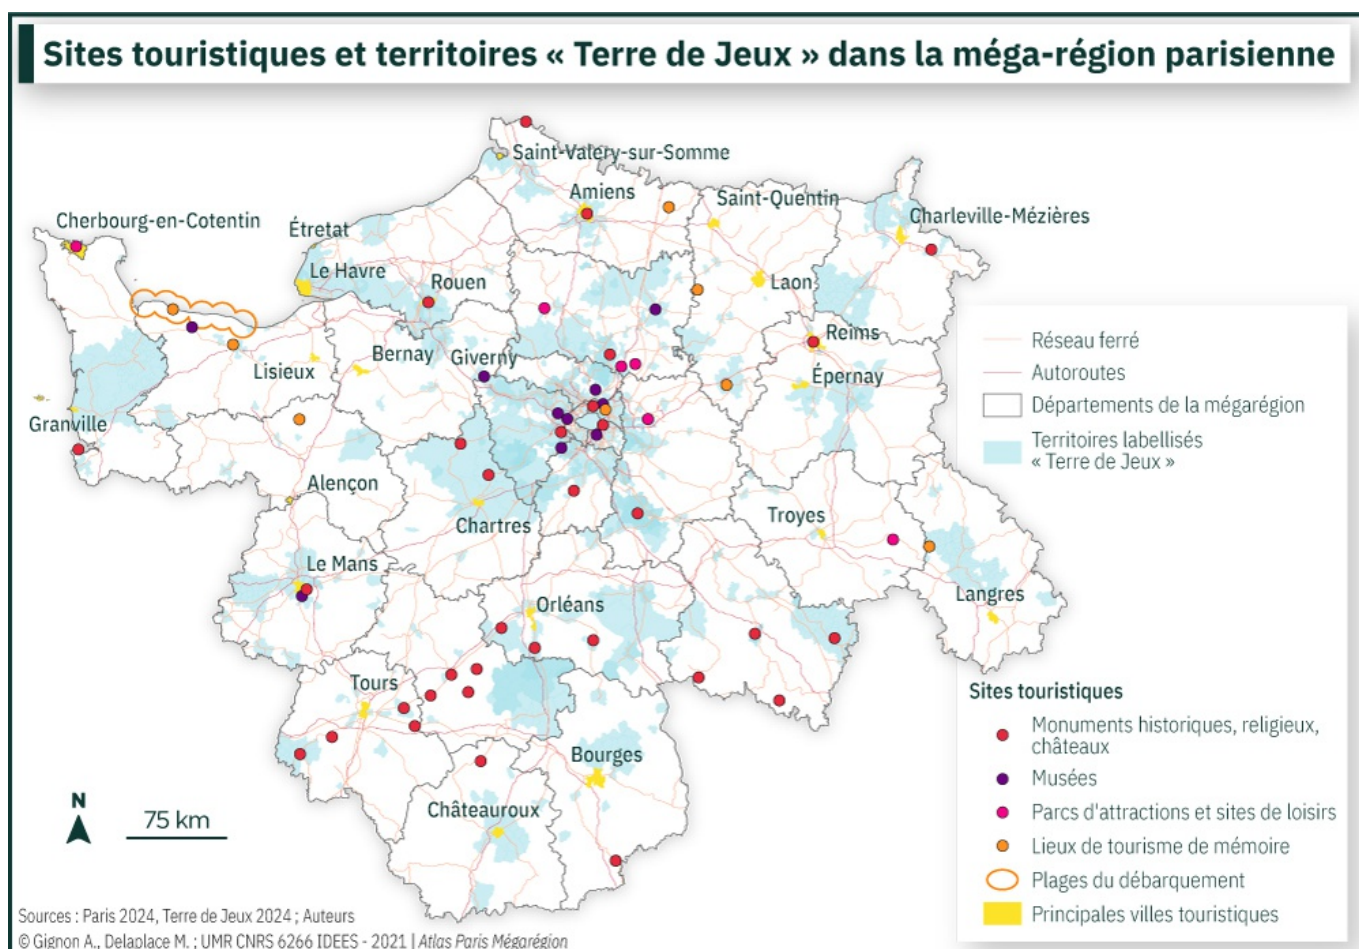 Sites touristiques et territoires « Terre de Jeux » dans la méga-région parisienne
Saint-Valery-sur-Somme
Amiens
Saint-Quentin
Charleville-Mézières
Cherbourg-en-Cotentin
Étretat
Le Havre
Rouen
Laon
Reims
Bernay
Giverny
Lisieux
Épernay
Granville
Alençon
Chartres
Troyes
Le Mans
Langres
Orléans
Tours
Bourges
Châteauroux
Réseau ferré
Autoroutes
Départements de la mégarégion
Territoires labellisés
« Terre de Jeux »
Sites touristiques
Monuments historiques, religieux,
châteaux
Musées
Parcs d'attractions et sites de loisirs
Lieux de tourisme de mémoire
Plages du débarquement
Principales villes touristiques
N
75 km
Sources : Paris 2024, Terre de Jeux 2024 ; Auteurs
© Gignon A., Delaplace M. ; UMR CNRS 6266 IDEES - 2021 | Atlas Paris Mégarégion